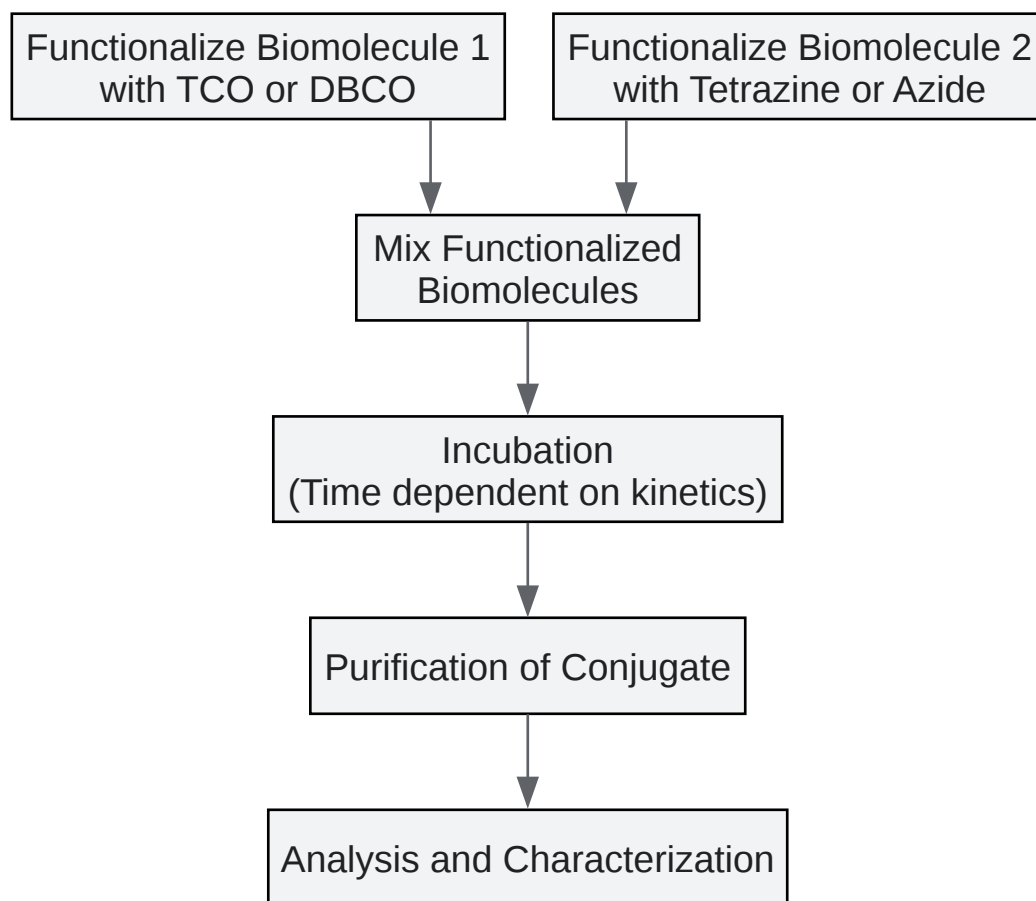 Functionalize Biomolecule 1
with TCO or DBCO
Functionalize Biomolecule 2
with Tetrazine or Azide
Mix Functionalized
Biomolecules
Incubation
(Time dependent on kinetics)
Purification of Conjugate
Analysis and Characterization